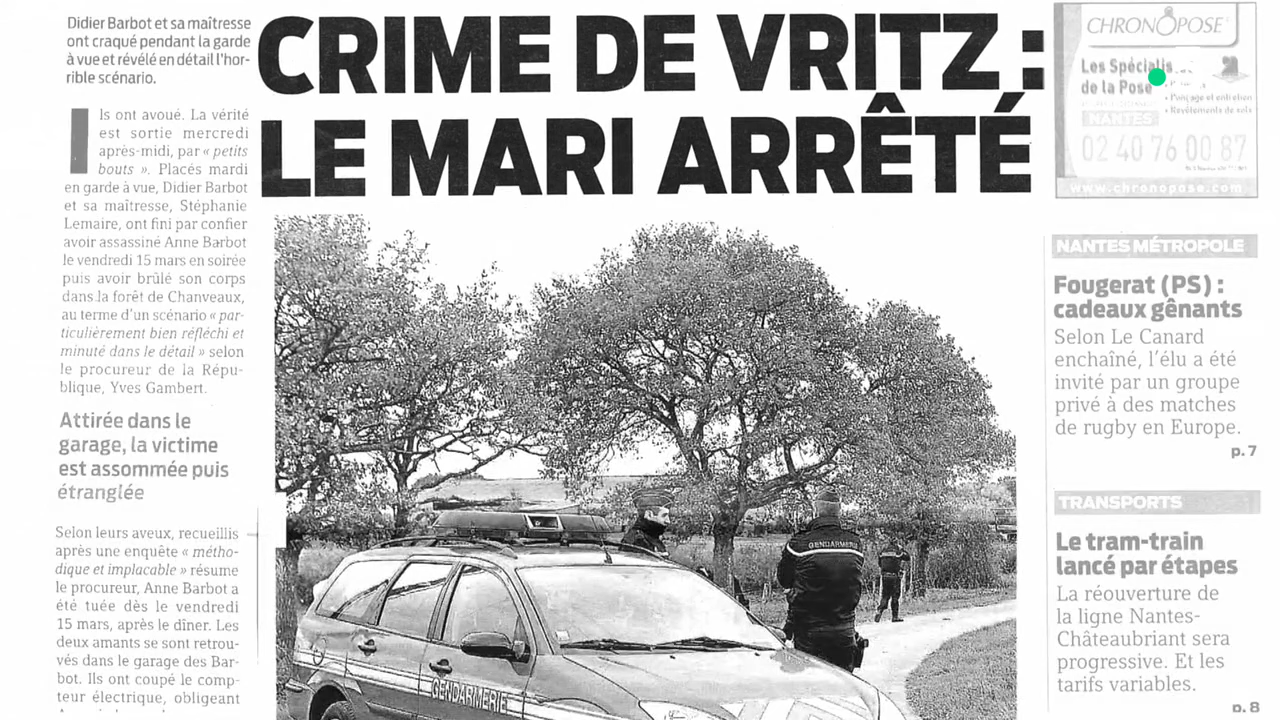 Didier Barbot et sa maîtresse
ont craqué pendant la garde
à vue et révélé en détail l'hor-
rible scénario.
Ils ont avoué. La vérité
est sortie mercredi
après-midi, par « petits
bouts ». Placés mardi
en garde à vue, Didier Barbot
et sa maîtresse, Stéphanie
Lemaire, ont fini par confier
avoir assassiné Anne Barbot
le vendredi 15 mars en soirée
puis avoir brûlé son corps
dans la forêt de Chanveaux,
au terme d'un scénario « par-
ticulièrement bien réfléchi et
minuté dans le détail » selon
le procureur de la Répu-
blique, Yves Gambert.
Attirée dans le
garage, la victime
est assommée puis
étranglée
Selon leurs aveux, recueillis
après une enquête « métho-
dique et implacable » résume
le procureur, Anne Barbot a
été tuée dès le vendredi
15 mars, après le dîner. Les
deux amants se sont retrou-
vés dans le garage des Bar-
bot. Ils ont coupé le comp-
teur électrique, obligeant
CRIME DE VRITZ :
LE MARI ARRÊTÉ
GENDARMERIE
GENDARMERIE
CHRONOPOSE
Les Spécialis
de la Pose
• Ponçage et entretien
• Revêtements de sols
NANTES
02 40 76 00 87
www.chronopose.com
NANTES MÉTROPOLE
Fougerat (PS) :
cadeaux gênants
Selon Le Canard
enchaîné, l'élu a été
invité par un groupe
privé à des matches
de rugby en Europe.
p. 7
TRANSPORTS
Le tram-train
lancé par étapes
La réouverture de
la ligne Nantes-
Châteaubriant sera
progressive. Et les
tarifs variables.
p. 8